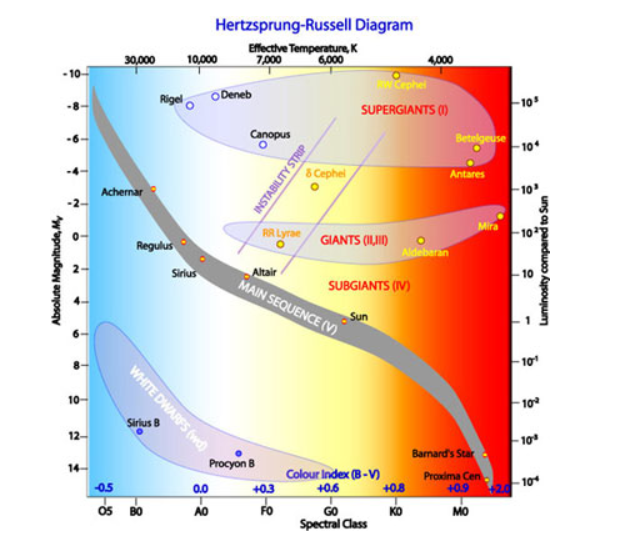 Hertzsprung-Russell Diagram
Effective Temperature, K
30,000 10,000 7,000 6,000 4,000
-10
-8
-6
-4
-2
0
2
4
6
8
10
12
14
Absolute Magnitude, Mv
10⁵
10⁴
10³
10²
10
1
10⁻¹
10⁻²
10⁻³
10⁻⁴
Luminosity compared to Sun
RW Cephei
Rigel
Deneb
SUPERGIANTS (I)
Canopus
Betelgeuse
Antares
INSTABILITY STRIP
δ Cephei
Achernar
Mira
RR Lyrae
GIANTS (II,III)
Aldebaran
Regulus
Sirius
Altair
SUBGIANTS (IV)
MAIN SEQUENCE (V)
Sun
WHITE DWARFS (wd)
Sirius B
Procyon B
Barnard's Star
Proxima Cen
Colour Index (B - V)
-0.5 0.0 +0.3 +0.6 +0.8 +0.9 +2.0
O5 B0 A0 F0 G0 K0 M0
Spectral Class